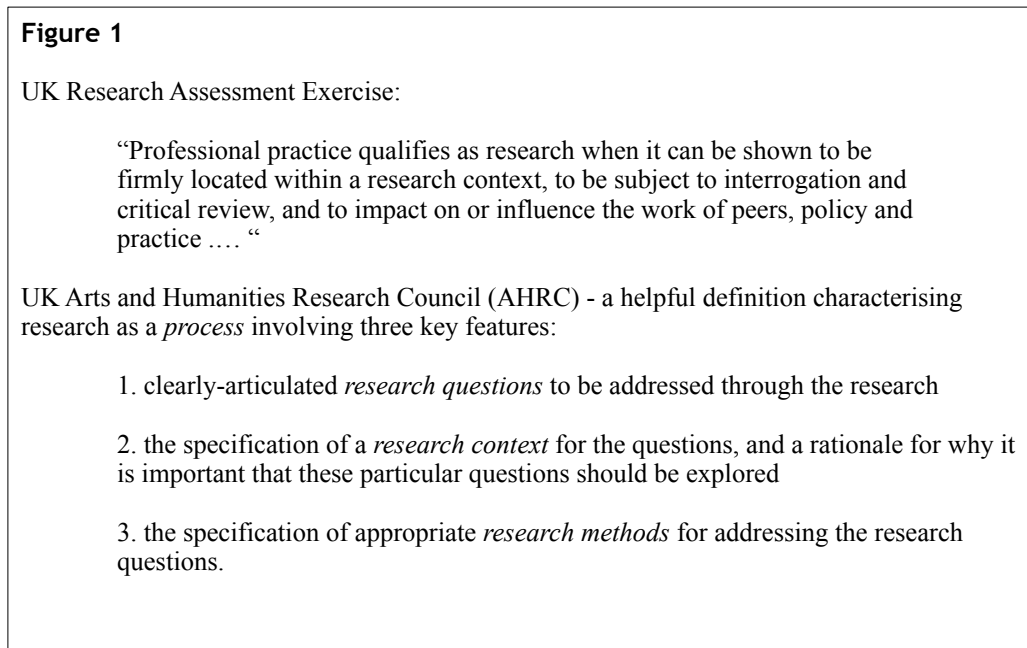 Figure 1
UK Research Assessment Exercise:
“Professional practice qualifies as research when it can be shown to be
firmly located within a research context, to be subject to interrogation and
critical review, and to impact on or influence the work of peers, policy and
practice .… “
UK Arts and Humanities Research Council (AHRC) - a helpful definition characterising
research as a process involving three key features:
1. clearly-articulated research questions to be addressed through the research
2. the specification of a research context for the questions, and a rationale for why it
is important that these particular questions should be explored
3. the specification of appropriate research methods for addressing the research
questions.